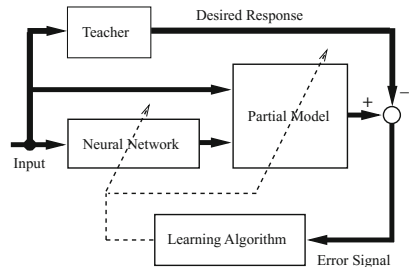 Desired Response
Teacher
−
+
Partial Model
Neural Network
Input
Learning Algorithm
Error Signal